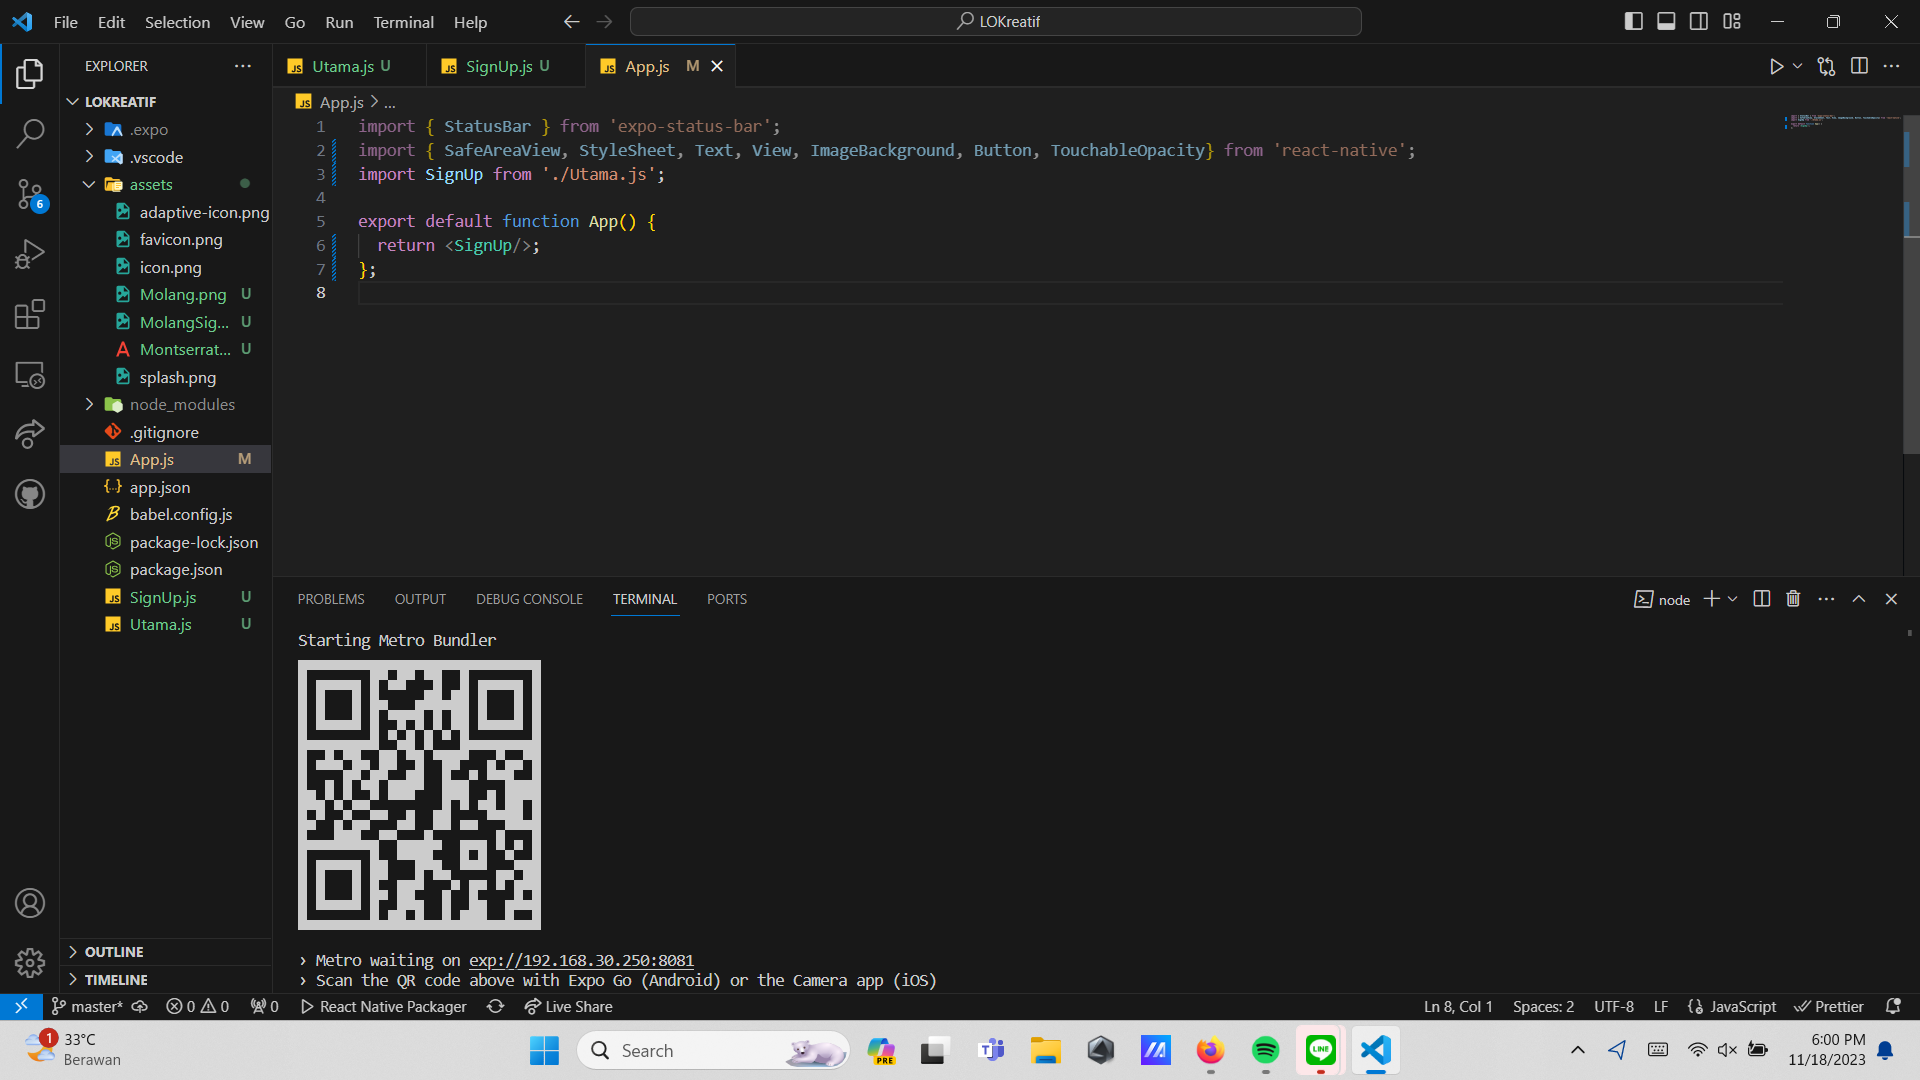 File Edit Selection View Go Run Terminal Help
LOKreatif
EXPLORER
LOKREATIF
.expo
.vscode
assets
adaptive-icon.png
favicon.png
icon.png
Molang.png U
MolangSig... U
Montserrat... U
splash.png
node_modules
.gitignore
App.js M
app.json
babel.config.js
package-lock.json
package.json
SignUp.js U
Utama.js U
OUTLINE
TIMELINE
6
Utama.js U
SignUp.js U
App.js M
App.js > ...
1 import { StatusBar } from 'expo-status-bar';
2 import { SafeAreaView, StyleSheet, Text, View, ImageBackground, Button, TouchableOpacity} from 'react-native';
3 import SignUp from './Utama.js';
4
5 export default function App() {
6 return <SignUp/>;
7 };
8
PROBLEMS OUTPUT DEBUG CONSOLE TERMINAL PORTS
node
Starting Metro Bundler
› Metro waiting on exp://192.168.30.250:8081
› Scan the QR code above with Expo Go (Android) or the Camera app (iOS)
master* 0 0 0 React Native Packager Live Share
Ln 8, Col 1 Spaces: 2 UTF-8 LF JavaScript Prettier
1
33°C
Berawan
Search
PRE
LINE
6:00 PM
11/18/2023